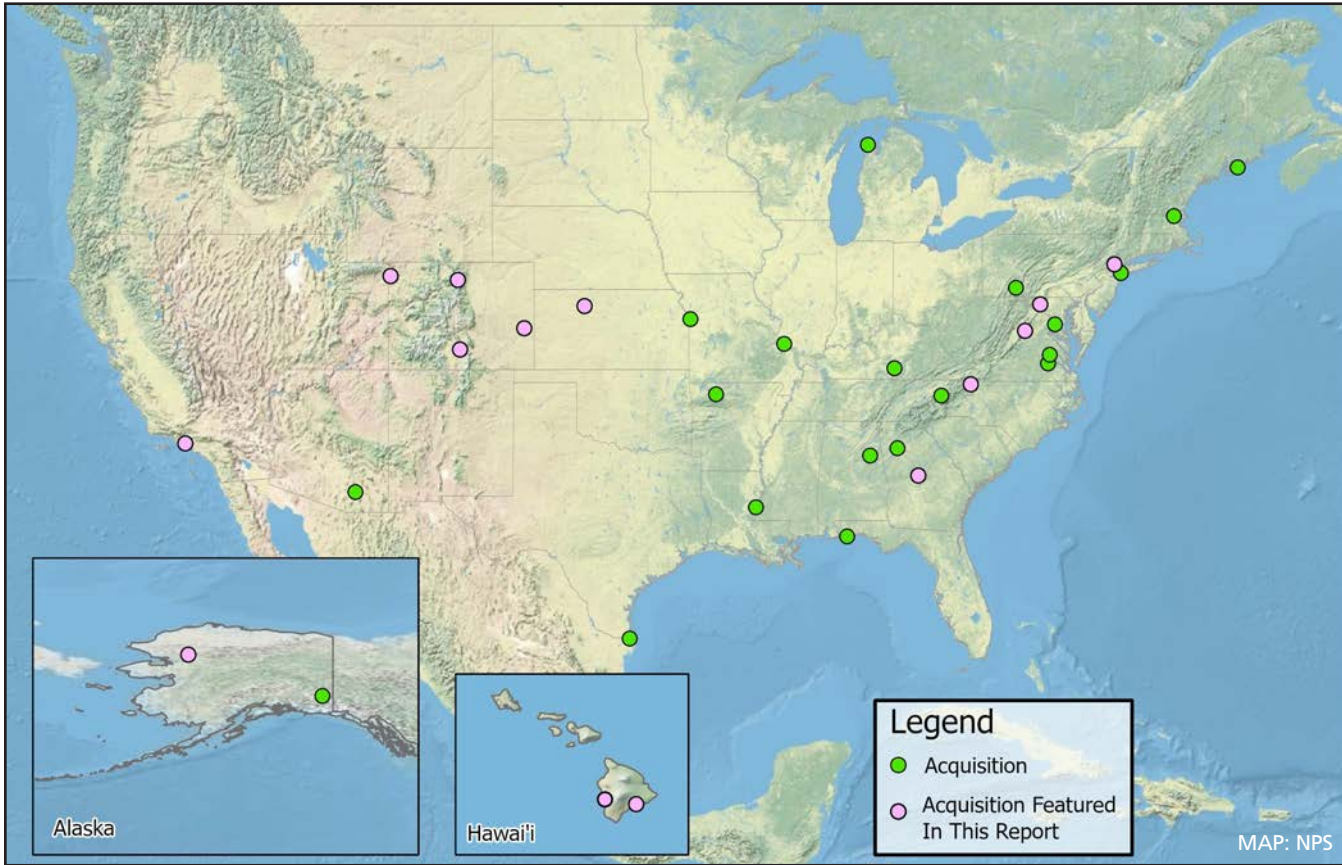 Alaska
Hawai'i
Legend
Acquisition
Acquisition Featured
In This Report
MAP: NPS